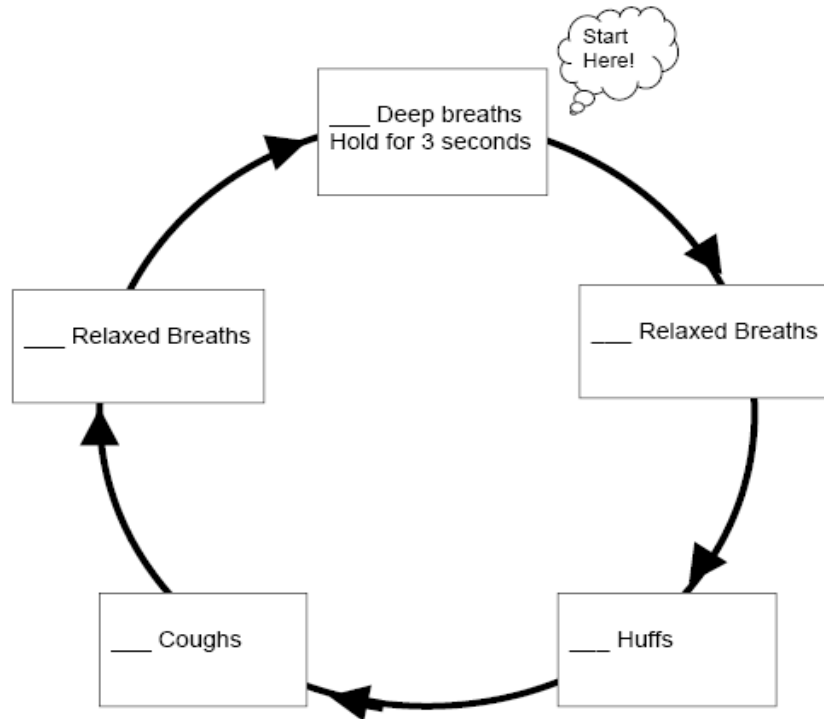 Start
Here!
___ Deep breaths
Hold for 3 seconds
___ Relaxed Breaths
___ Huffs
___ Coughs
___ Relaxed Breaths